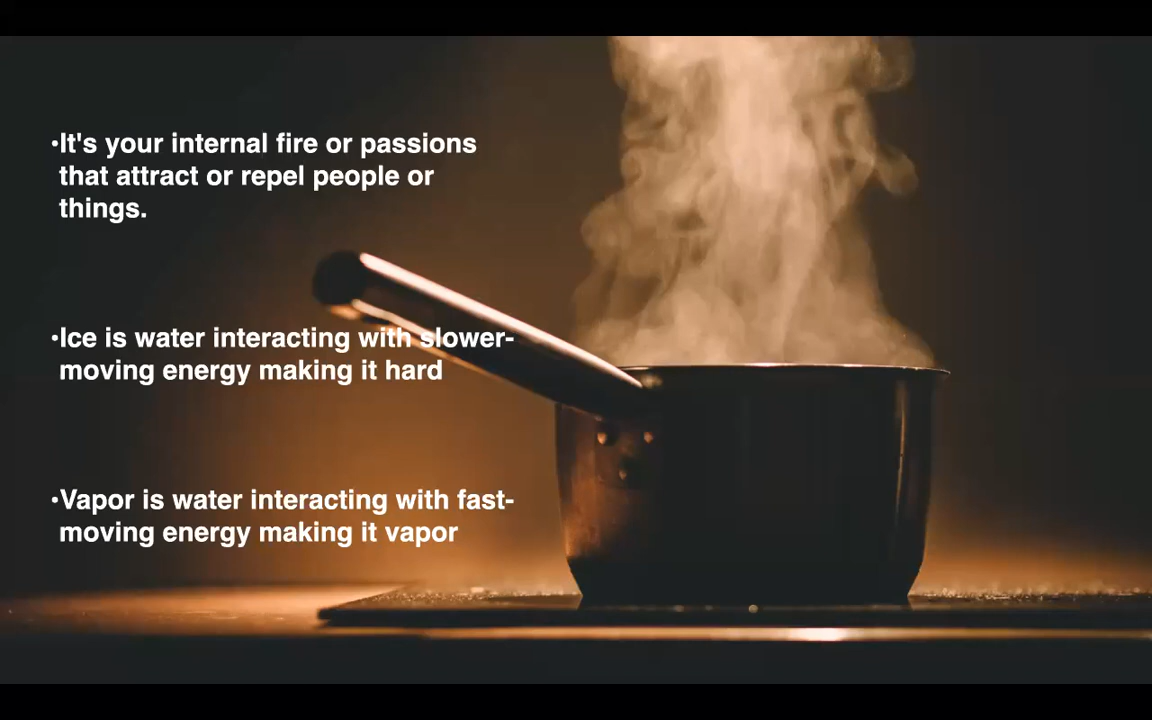 •It's your internal fire or passions
that attract or repel people or
things.
•Ice is water interacting with slower-
moving energy making it hard
•Vapor is water interacting with fast-
moving energy making it vapor